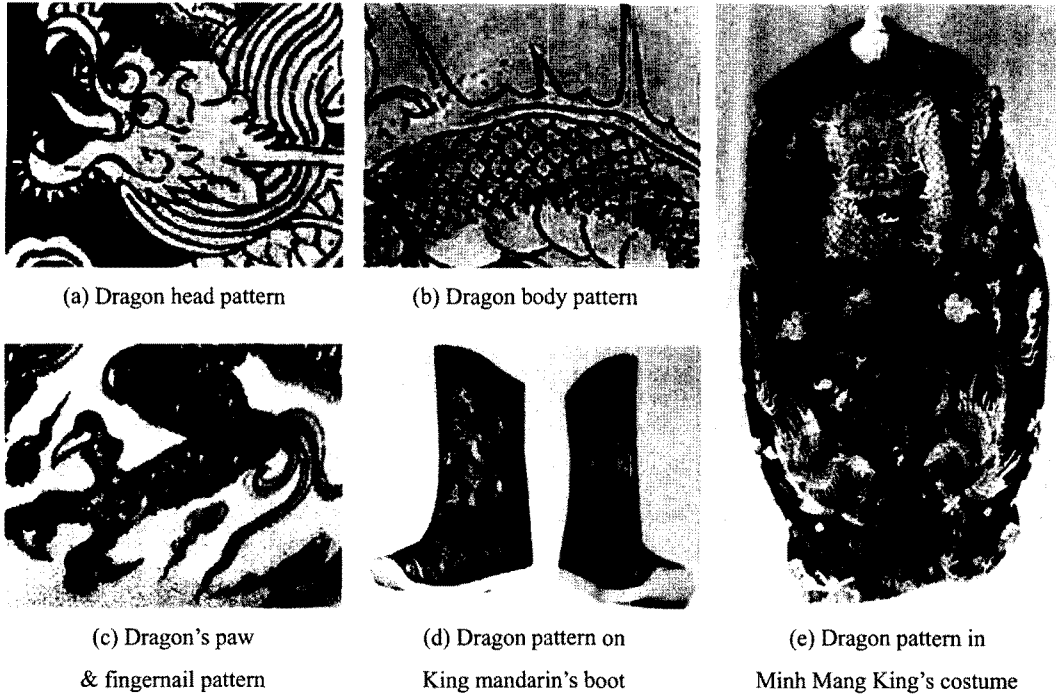 (a) Dragon head pattern
(b) Dragon body pattern
(c) Dragon's paw
& fingernail pattern
(d) Dragon pattern on
King mandarin's boot
(e) Dragon pattern in
Minh Mang King's costume